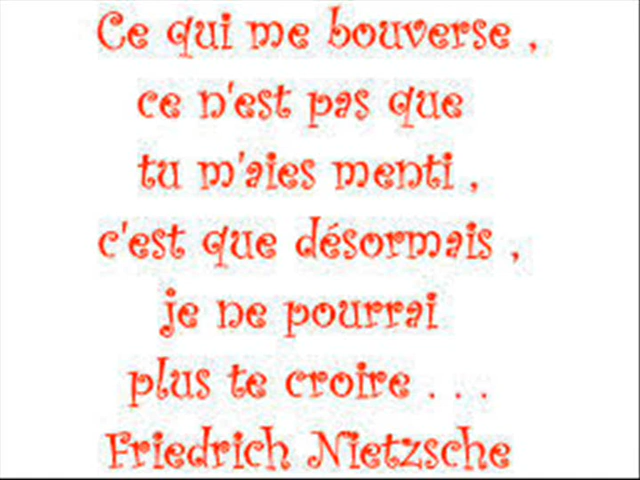 Ce qui me bouverse ,
ce n'est pas que
tu m'aies menti ,
c'est que désormais ,
je ne pourrai
plus te croire . . .
Friedrich Nietzsche